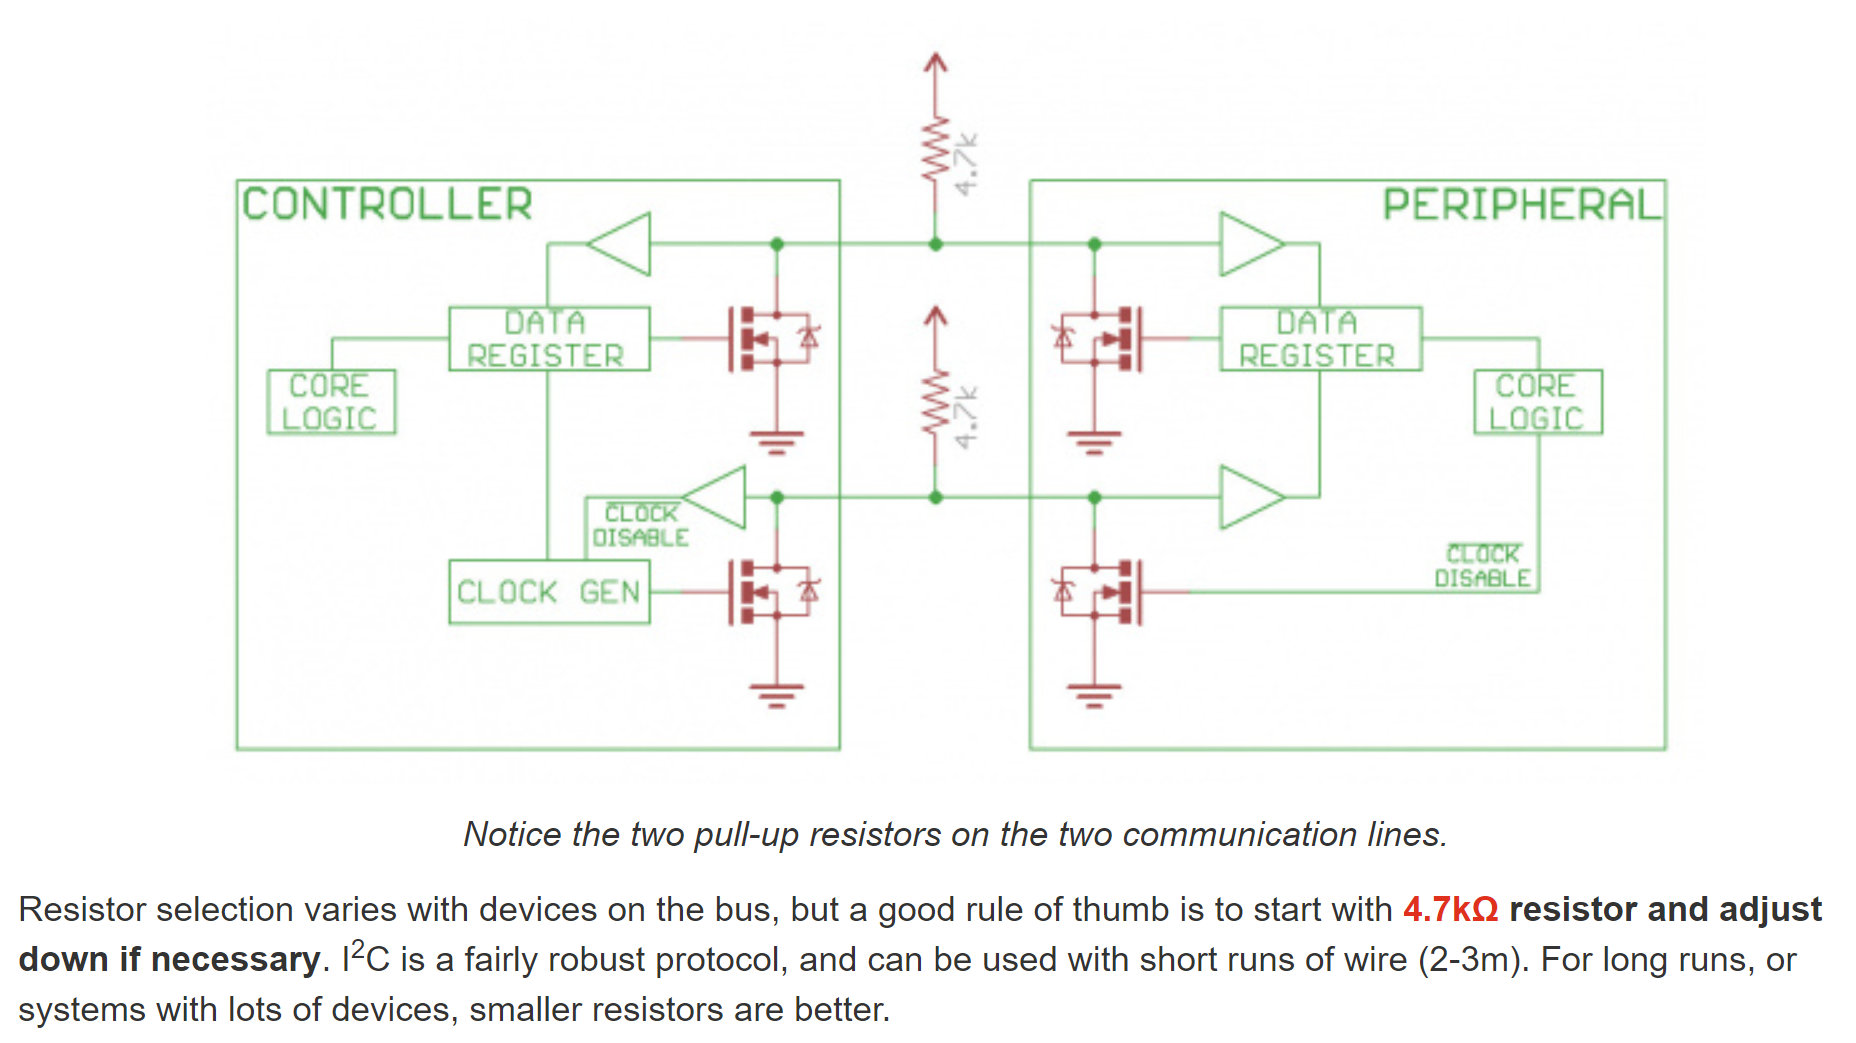 4.7k
CONTROLLER
PERIPHERAL
DATA
REGISTER
CORE
LOGIC
4.7k
DATA
REGISTER
CORE
LOGIC
CLOCK
DISABLE
CLOCK GEN
CLOCK
DISABLE
Notice the two pull-up resistors on the two communication lines.
Resistor selection varies with devices on the bus, but a good rule of thumb is to start with 4.7kΩ resistor and adjust
down if necessary. I²C is a fairly robust protocol, and can be used with short runs of wire (2-3m). For long runs, or
systems with lots of devices, smaller resistors are better.